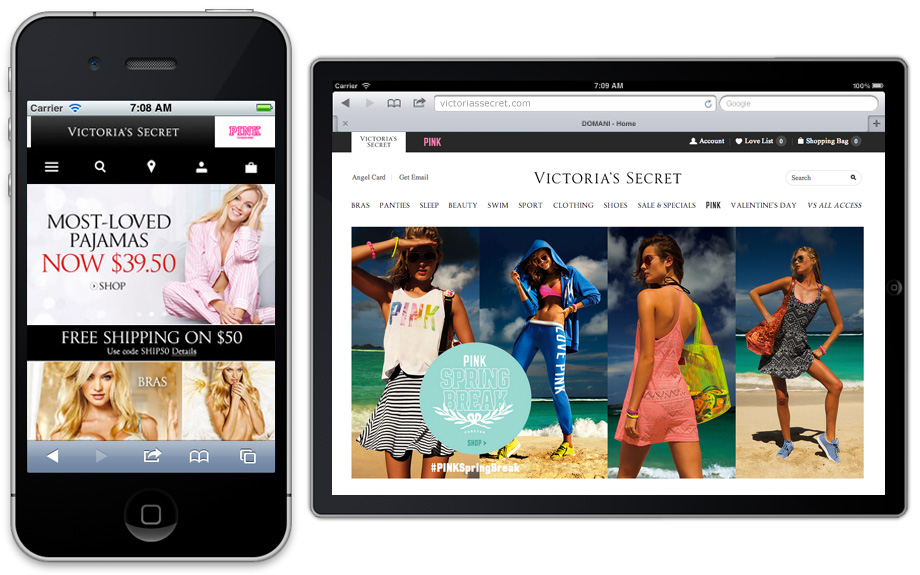 Carrier 7:08 AM
VICTORIA'S SECRET PINK
MOST-LOVED
PAJAMAS
NOW $39.50
SHOP
FREE SHIPPING ON $50
Use code SHIP50 Details
BRAS
Carrier 7:09 AM 100%
victoriassecret.com Google
DOMANI - Home
VICTORIA'S
SECRET
PINK Account Love List 0 Shopping Bag 0
Angel Card Get Email VICTORIA'S SECRET Search
BRAS PANTIES SLEEP BEAUTY SWIM SPORT CLOTHING SHOES SALE & SPECIALS PINK VALENTINE'S DAY VS ALL ACCESS
PINK
LOVE PINK
PINK
SPRING
BREAK
FOREVER
SHOP >
#PINKSpringBreak